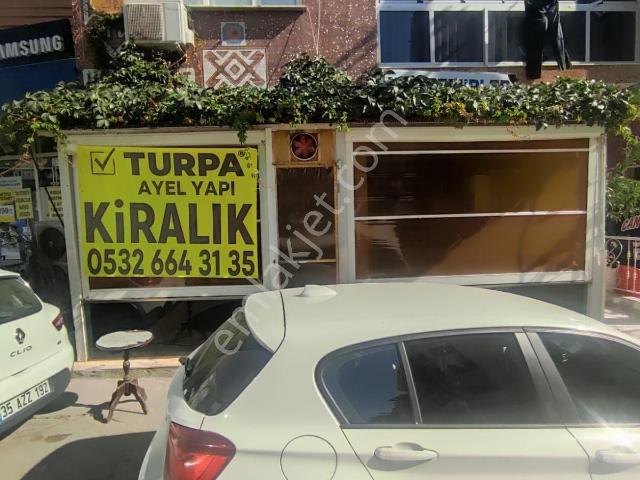 SAMSUNG
TURPA
AYEL YAPI
KiRALIK
0532 664 31 35
emlakjet.com
CLIO
35 AZZ 192